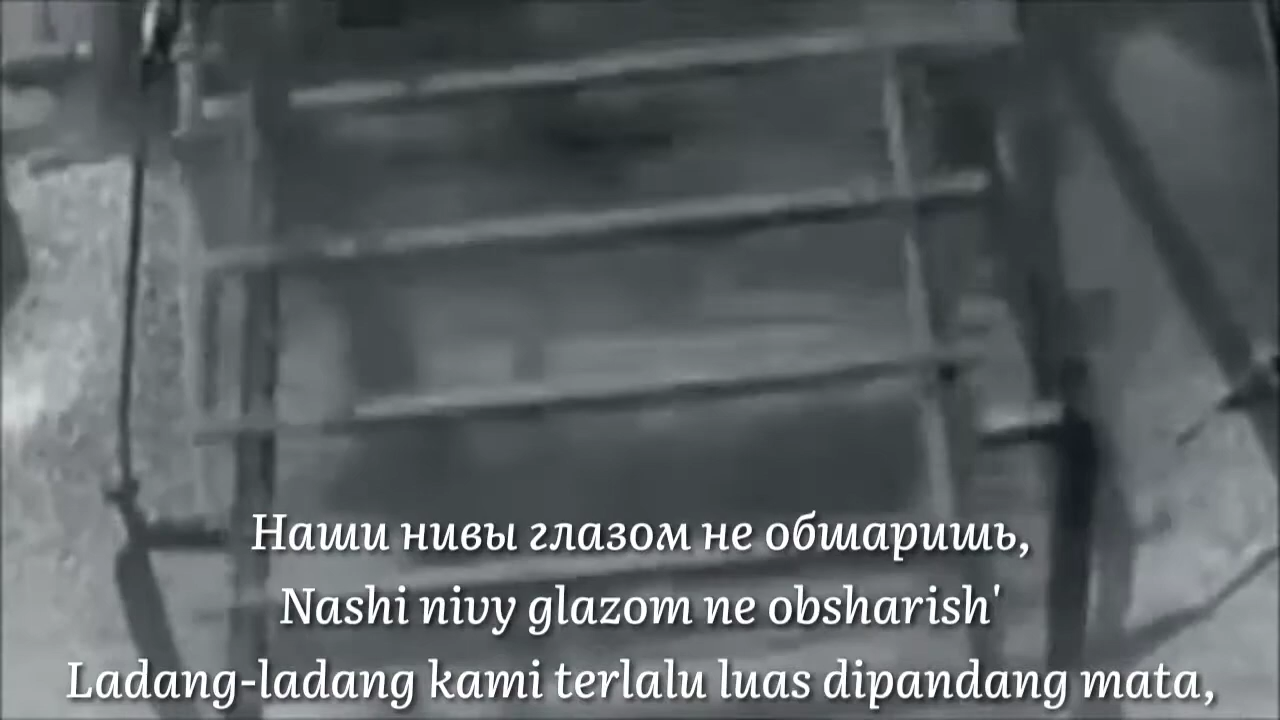 Наши нивы глазом не обшаришь,
Nashi nivy glazom ne obsharish'
Ladang-ladang kami terlalu luas dipandang mata,